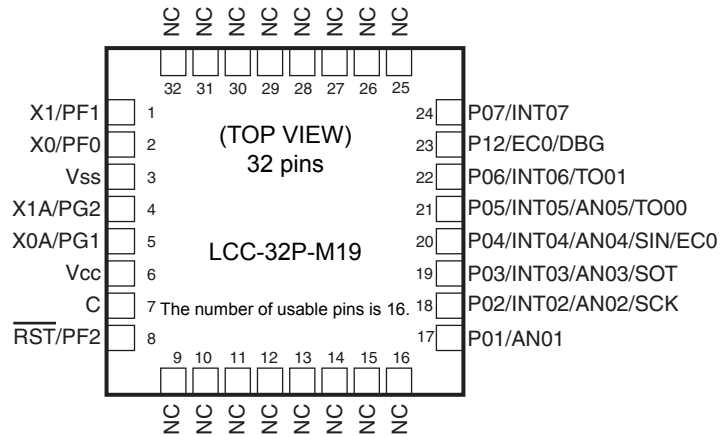 NC NC NC NC NC NC NC NC
32 31 30 29 28 27 26 25
X1/PF1 1 24 P07/INT07
(TOP VIEW)
X0/PF0 2 23 P12/EC0/DBG
32 pins
Vss 3 22 P06/INT06/TO01
X1A/PG2 4 21 P05/INT05/AN05/TO00
X0A/PG1 5 20 P04/INT04/AN04/SIN/EC0
LCC-32P-M19
Vcc 6 19 P03/INT03/AN03/SOT
C 7 The number of usable pins is 16. 18 P02/INT02/AN02/SCK
RST/PF2 8 17 P01/AN01
9 10 11 12 13 14 15 16
NC NC NC NC NC NC NC NC